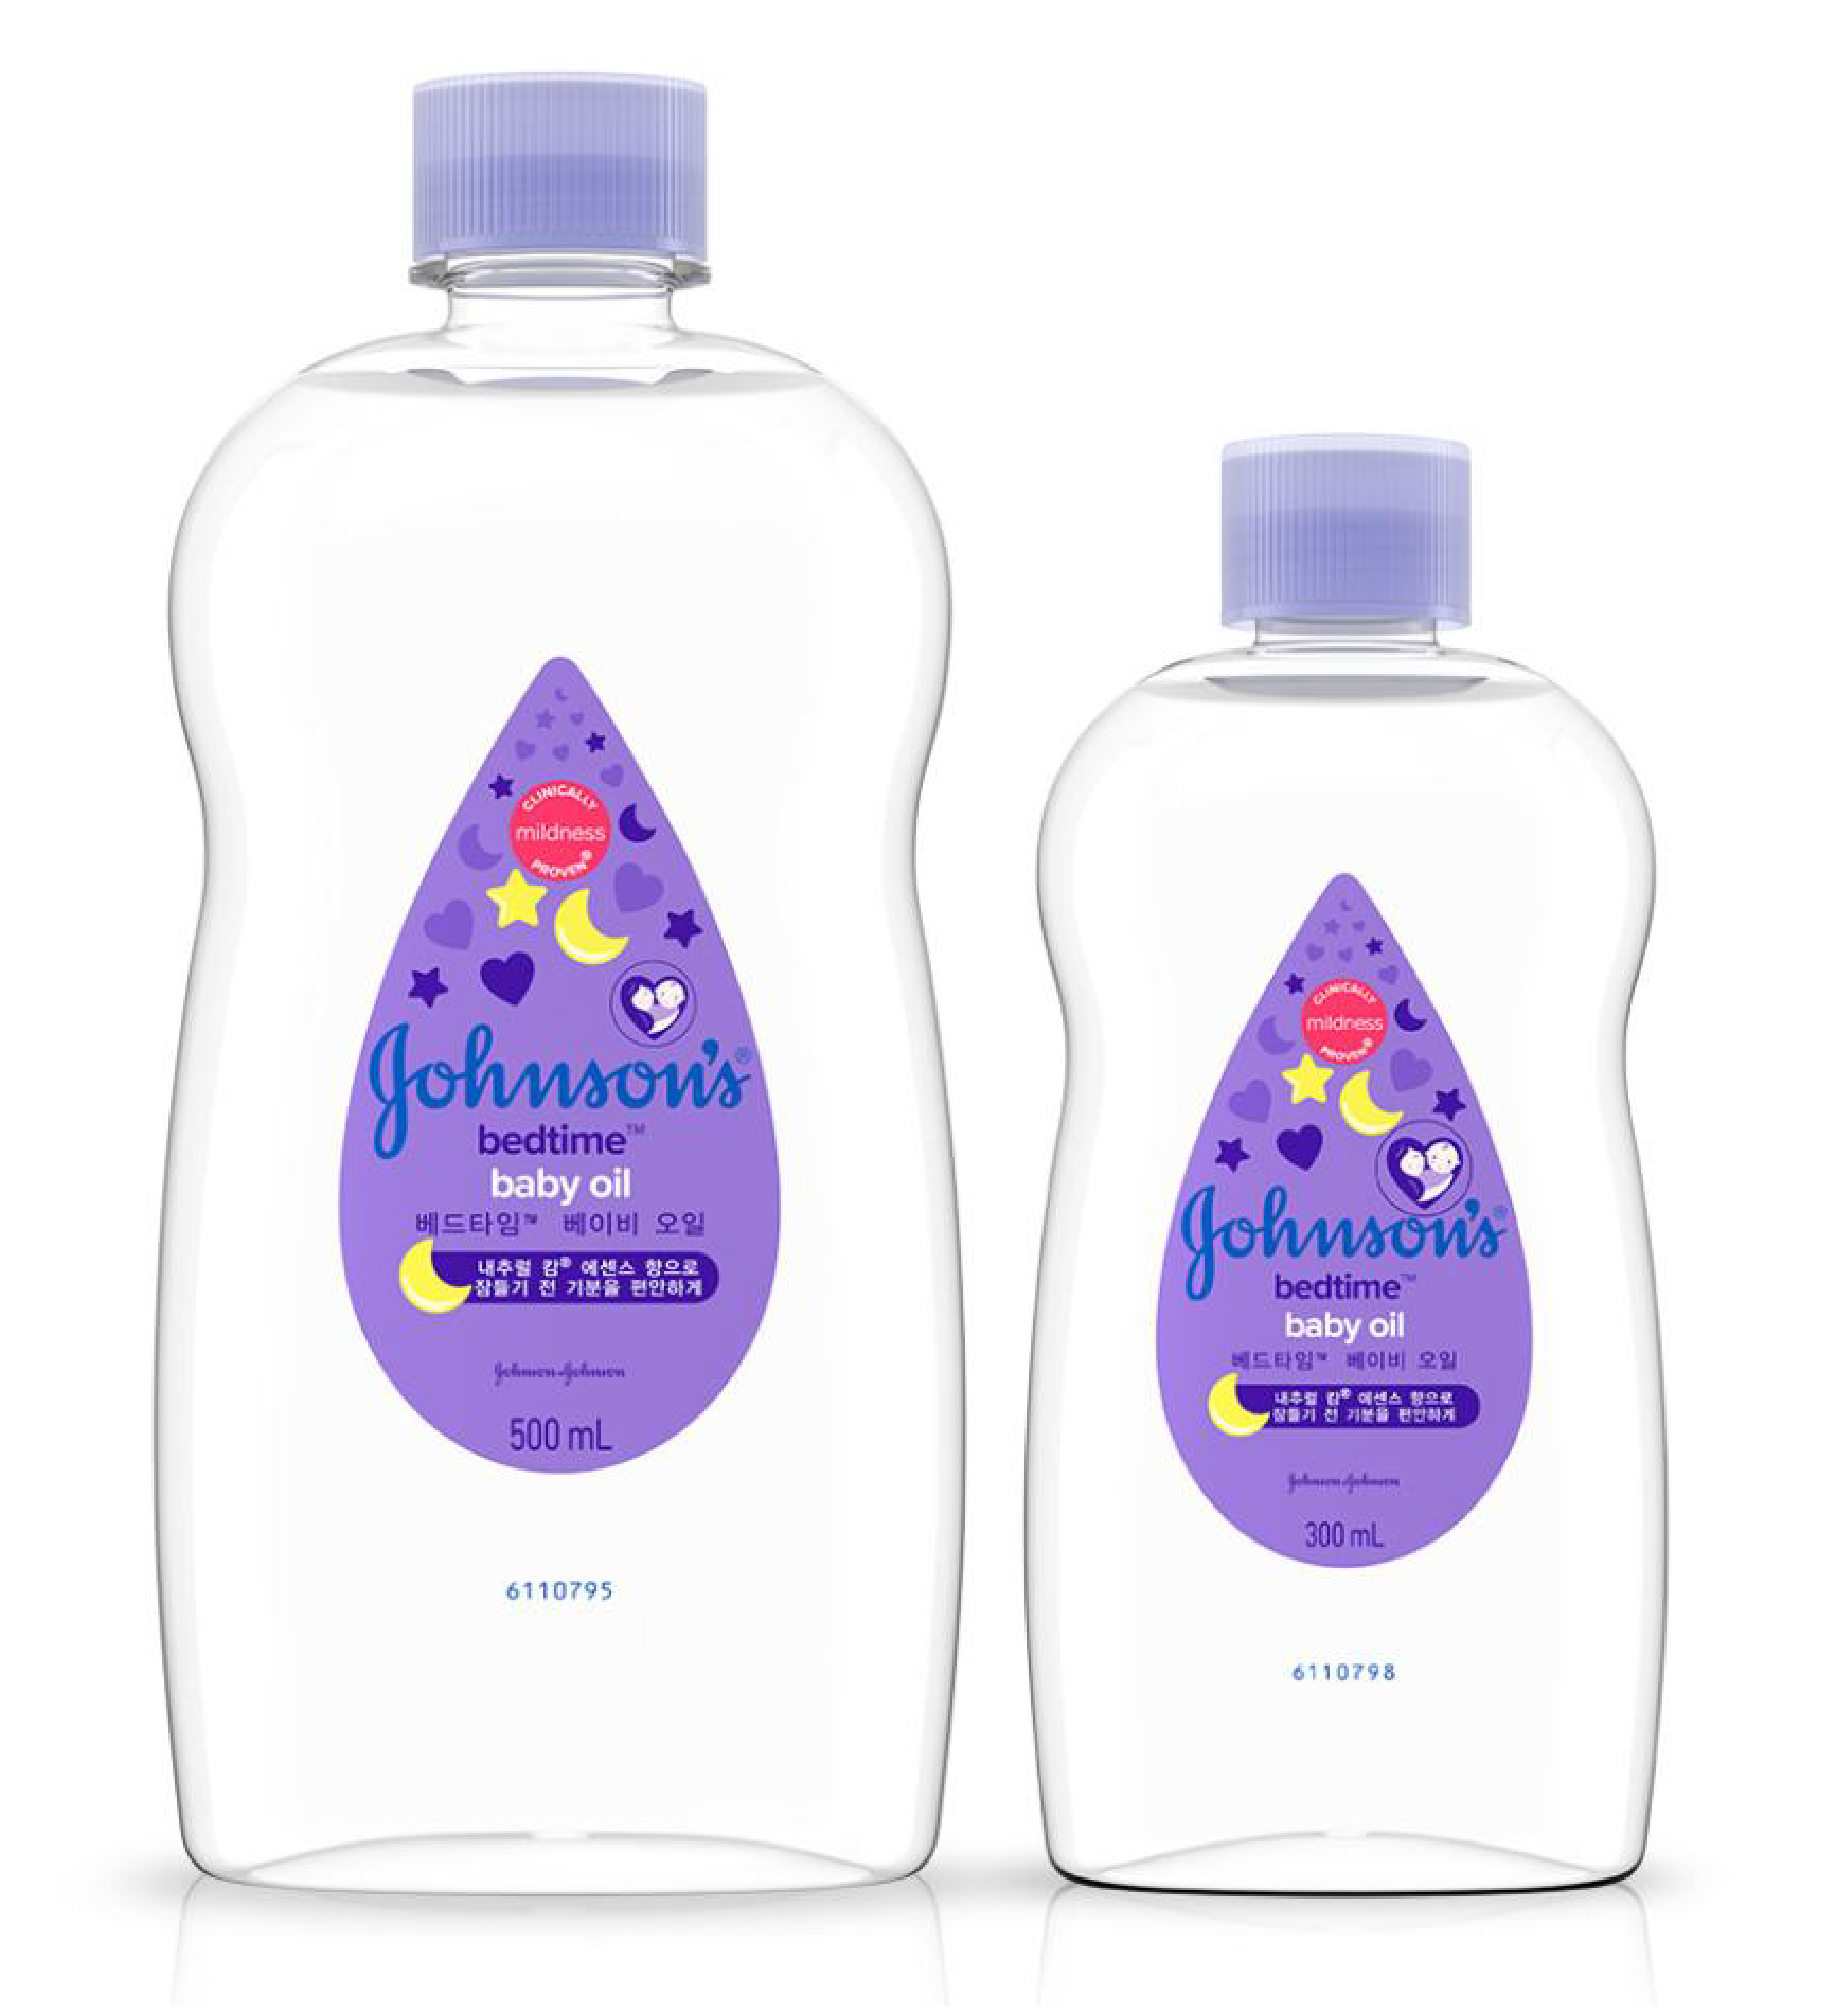 CLINICALLY
mildness
PROVEN®
Johnson's®
bedtime™
baby oil
베드타임™ 베이비 오일
내추럴 캄® 에센스 향으로
잠들기 전 기분을 편안하게
Johnson & Johnson
500 mL
6110795
CLINICALLY
mildness
PROVEN®
Johnson's®
bedtime™
baby oil
베드타임™ 베이비 오일
내추럴 캄® 에센스 향으로
잠들기 전 기분을 편안하게
Johnson & Johnson
300 mL
6110798